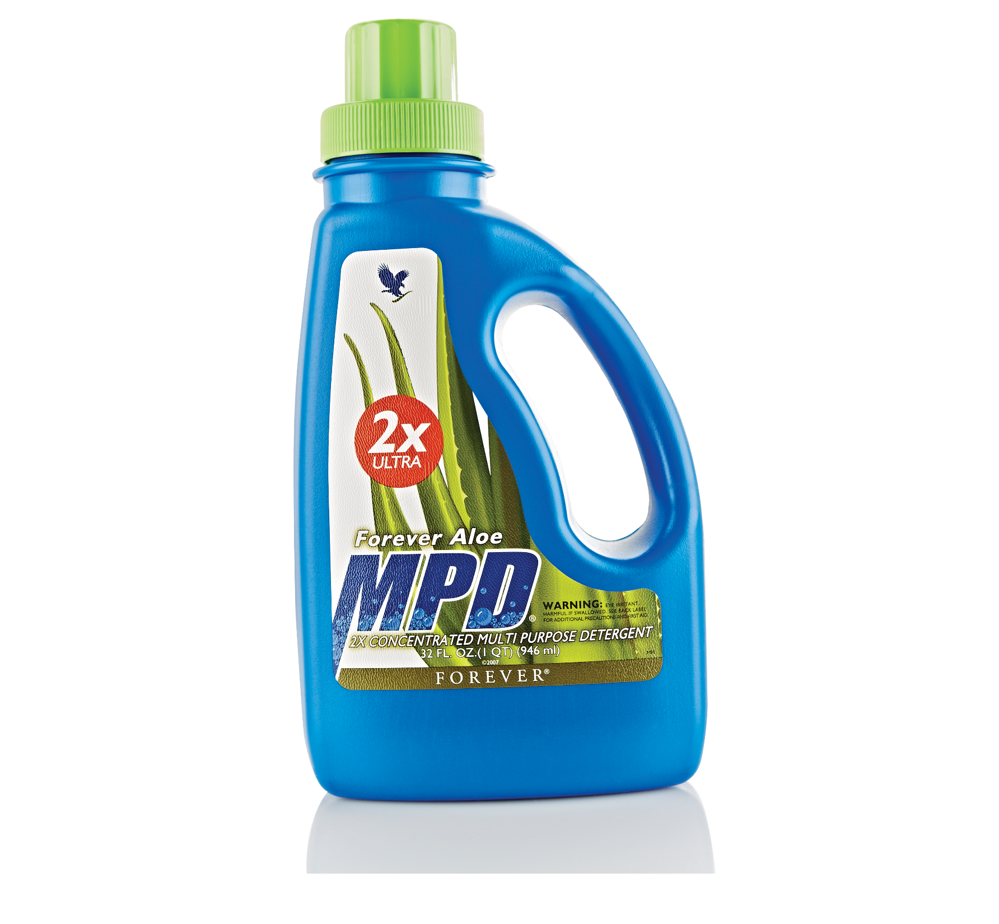 2x
ULTRA
Forever Aloe
MPD®
WARNING: EYE IRRITANT.
HARMFUL IF SWALLOWED. SEE BACK LABEL
FOR ADDITIONAL PRECAUTIONS AND FIRST AID.
2X CONCENTRATED MULTI PURPOSE DETERGENT
32 FL. OZ.(1 QT) (946 ml)
©2007
FOREVER®